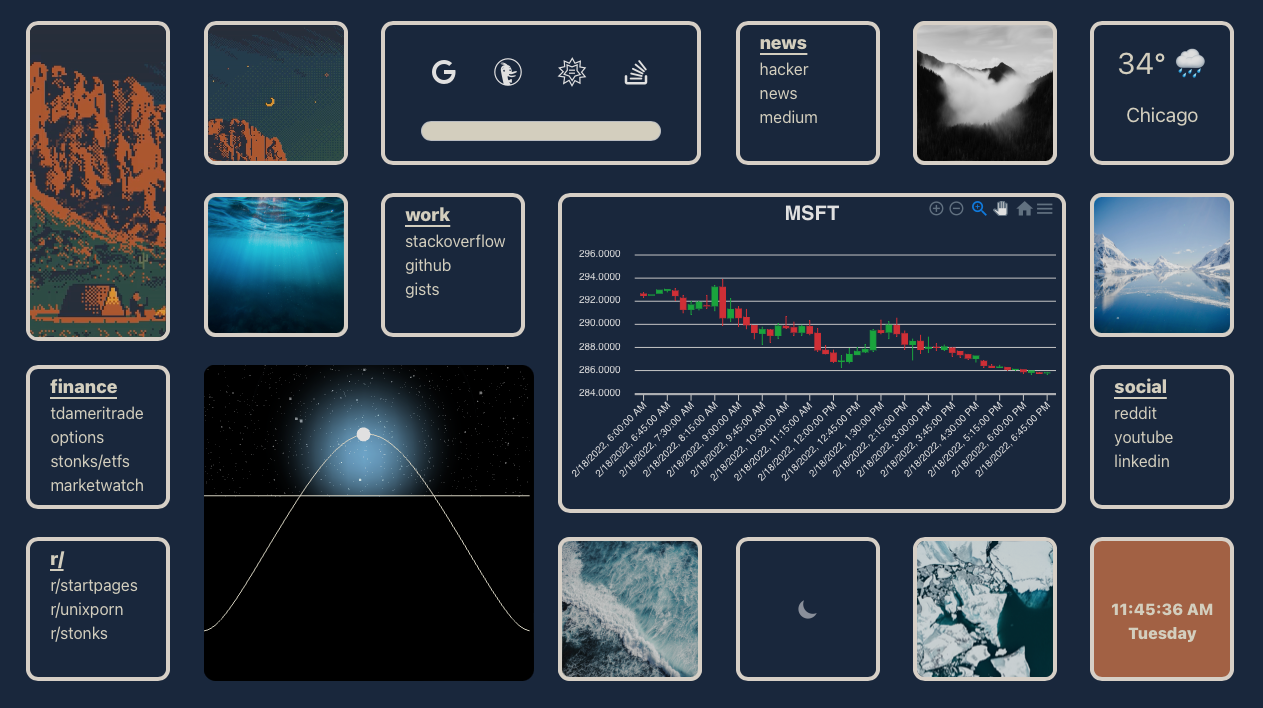 news
hacker
news
medium
34°
Chicago
work
stackoverflow
github
gists
MSFT
296.0000
294.0000
292.0000
290.0000
288.0000
286.0000
284.0000
2/18/2022, 6:00:00 AM
2/18/2022, 6:45:00 AM
2/18/2022, 7:30:00 AM
2/18/2022, 8:15:00 AM
2/18/2022, 9:00:00 AM
2/18/2022, 9:45:00 AM
2/18/2022, 10:30:00 AM
2/18/2022, 11:15:00 AM
2/18/2022, 12:00:00 PM
2/18/2022, 12:45:00 PM
2/18/2022, 1:30:00 PM
2/18/2022, 2:15:00 PM
2/18/2022, 3:00:00 PM
2/18/2022, 3:45:00 PM
2/18/2022, 4:30:00 PM
2/18/2022, 5:15:00 PM
2/18/2022, 6:00:00 PM
2/18/2022, 6:45:00 PM
finance
tdameritrade
options
stonks/etfs
marketwatch
social
reddit
youtube
linkedin
r/
r/startpages
r/unixporn
r/stonks
11:45:36 AM
Tuesday